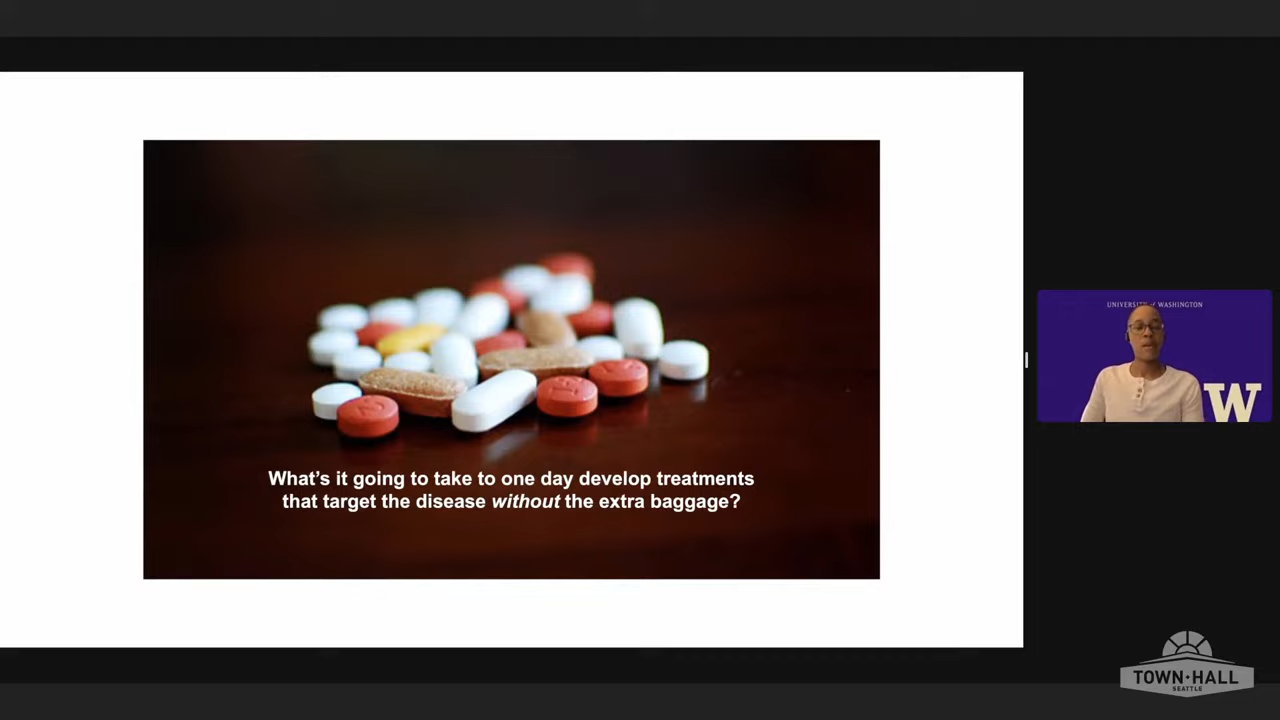 What's it going to take to one day develop treatments
that target the disease without the extra baggage?
UNIVERSITY of WASHINGTON
W
TOWN·HALL
SEATTLE